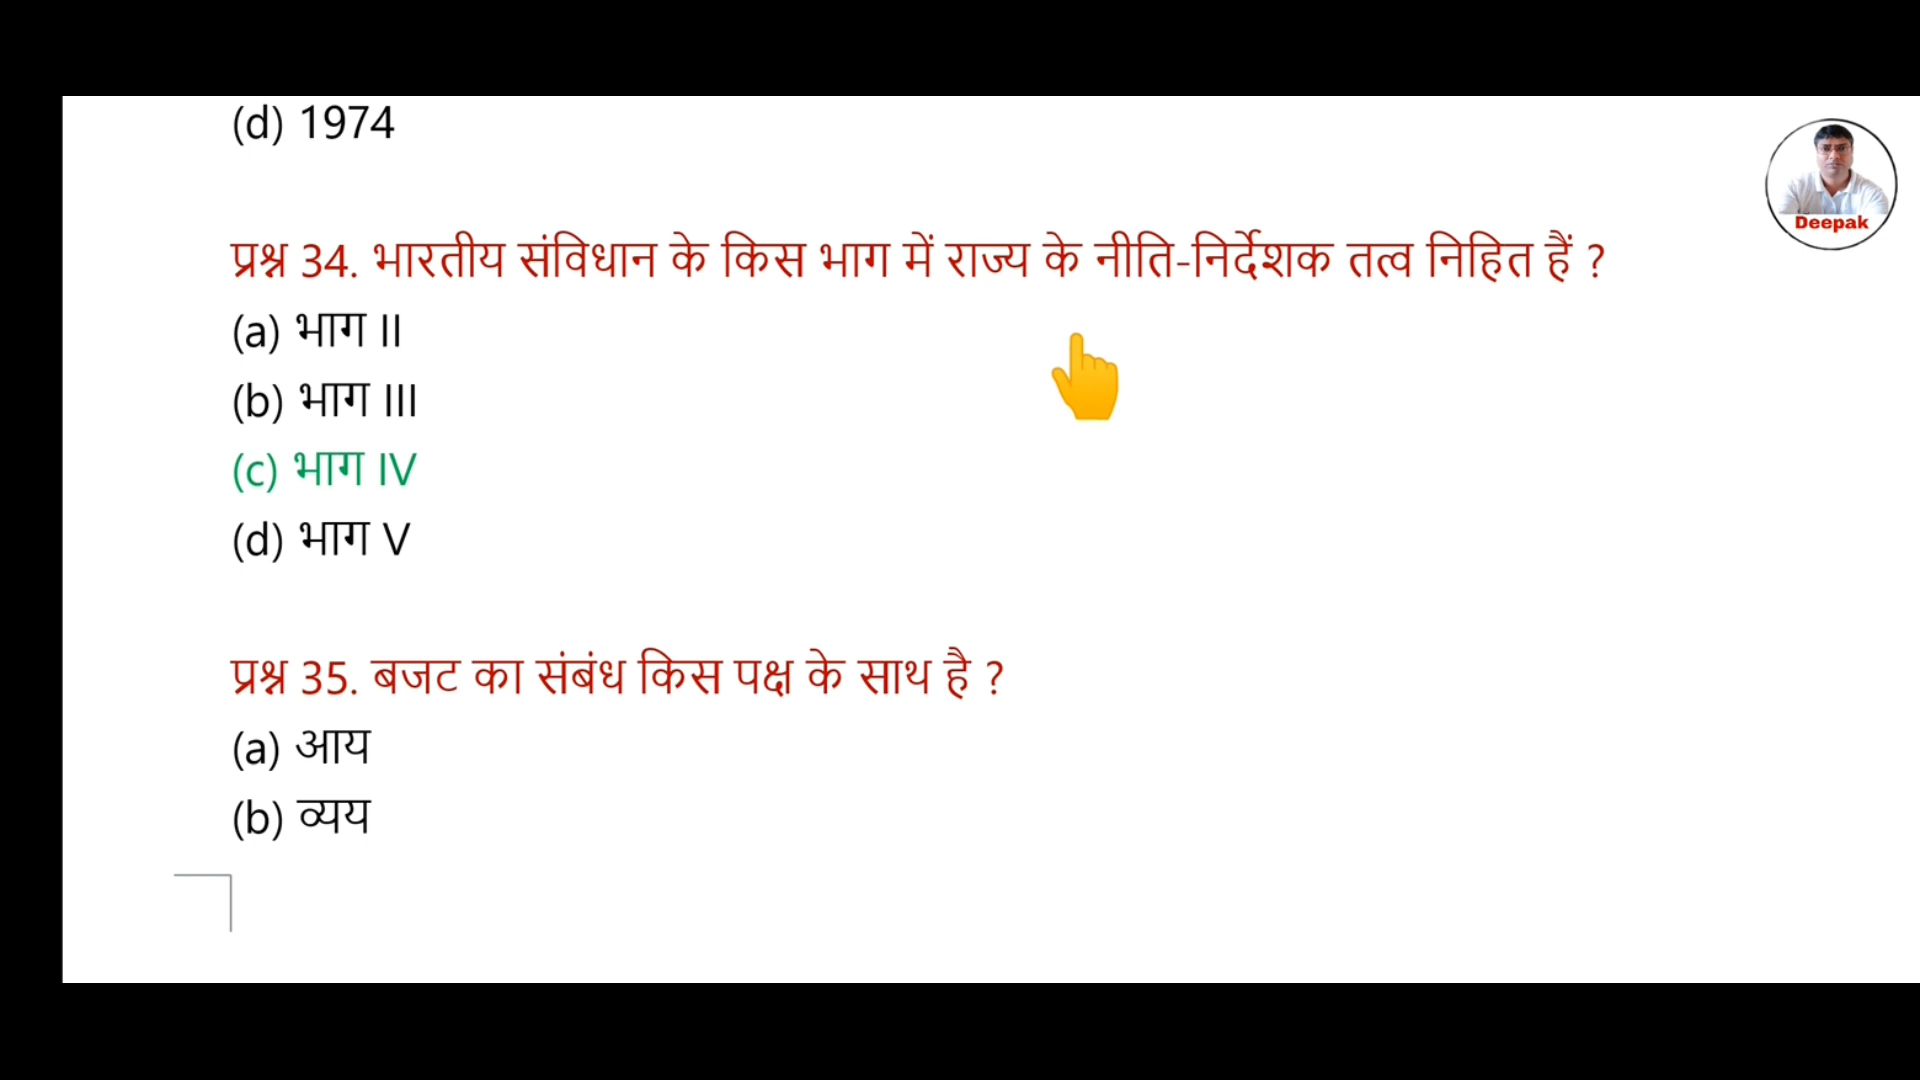 (d) 1974
Deepak
प्रश्न 34. भारतीय संविधान के किस भाग में राज्य के नीति-निर्देशक तत्व निहित हैं ?
(a) भाग II
(b) भाग III
(c) भाग IV
(d) भाग V
प्रश्न 35. बजट का संबंध किस पक्ष के साथ है ?
(a) आय
(b) व्यय